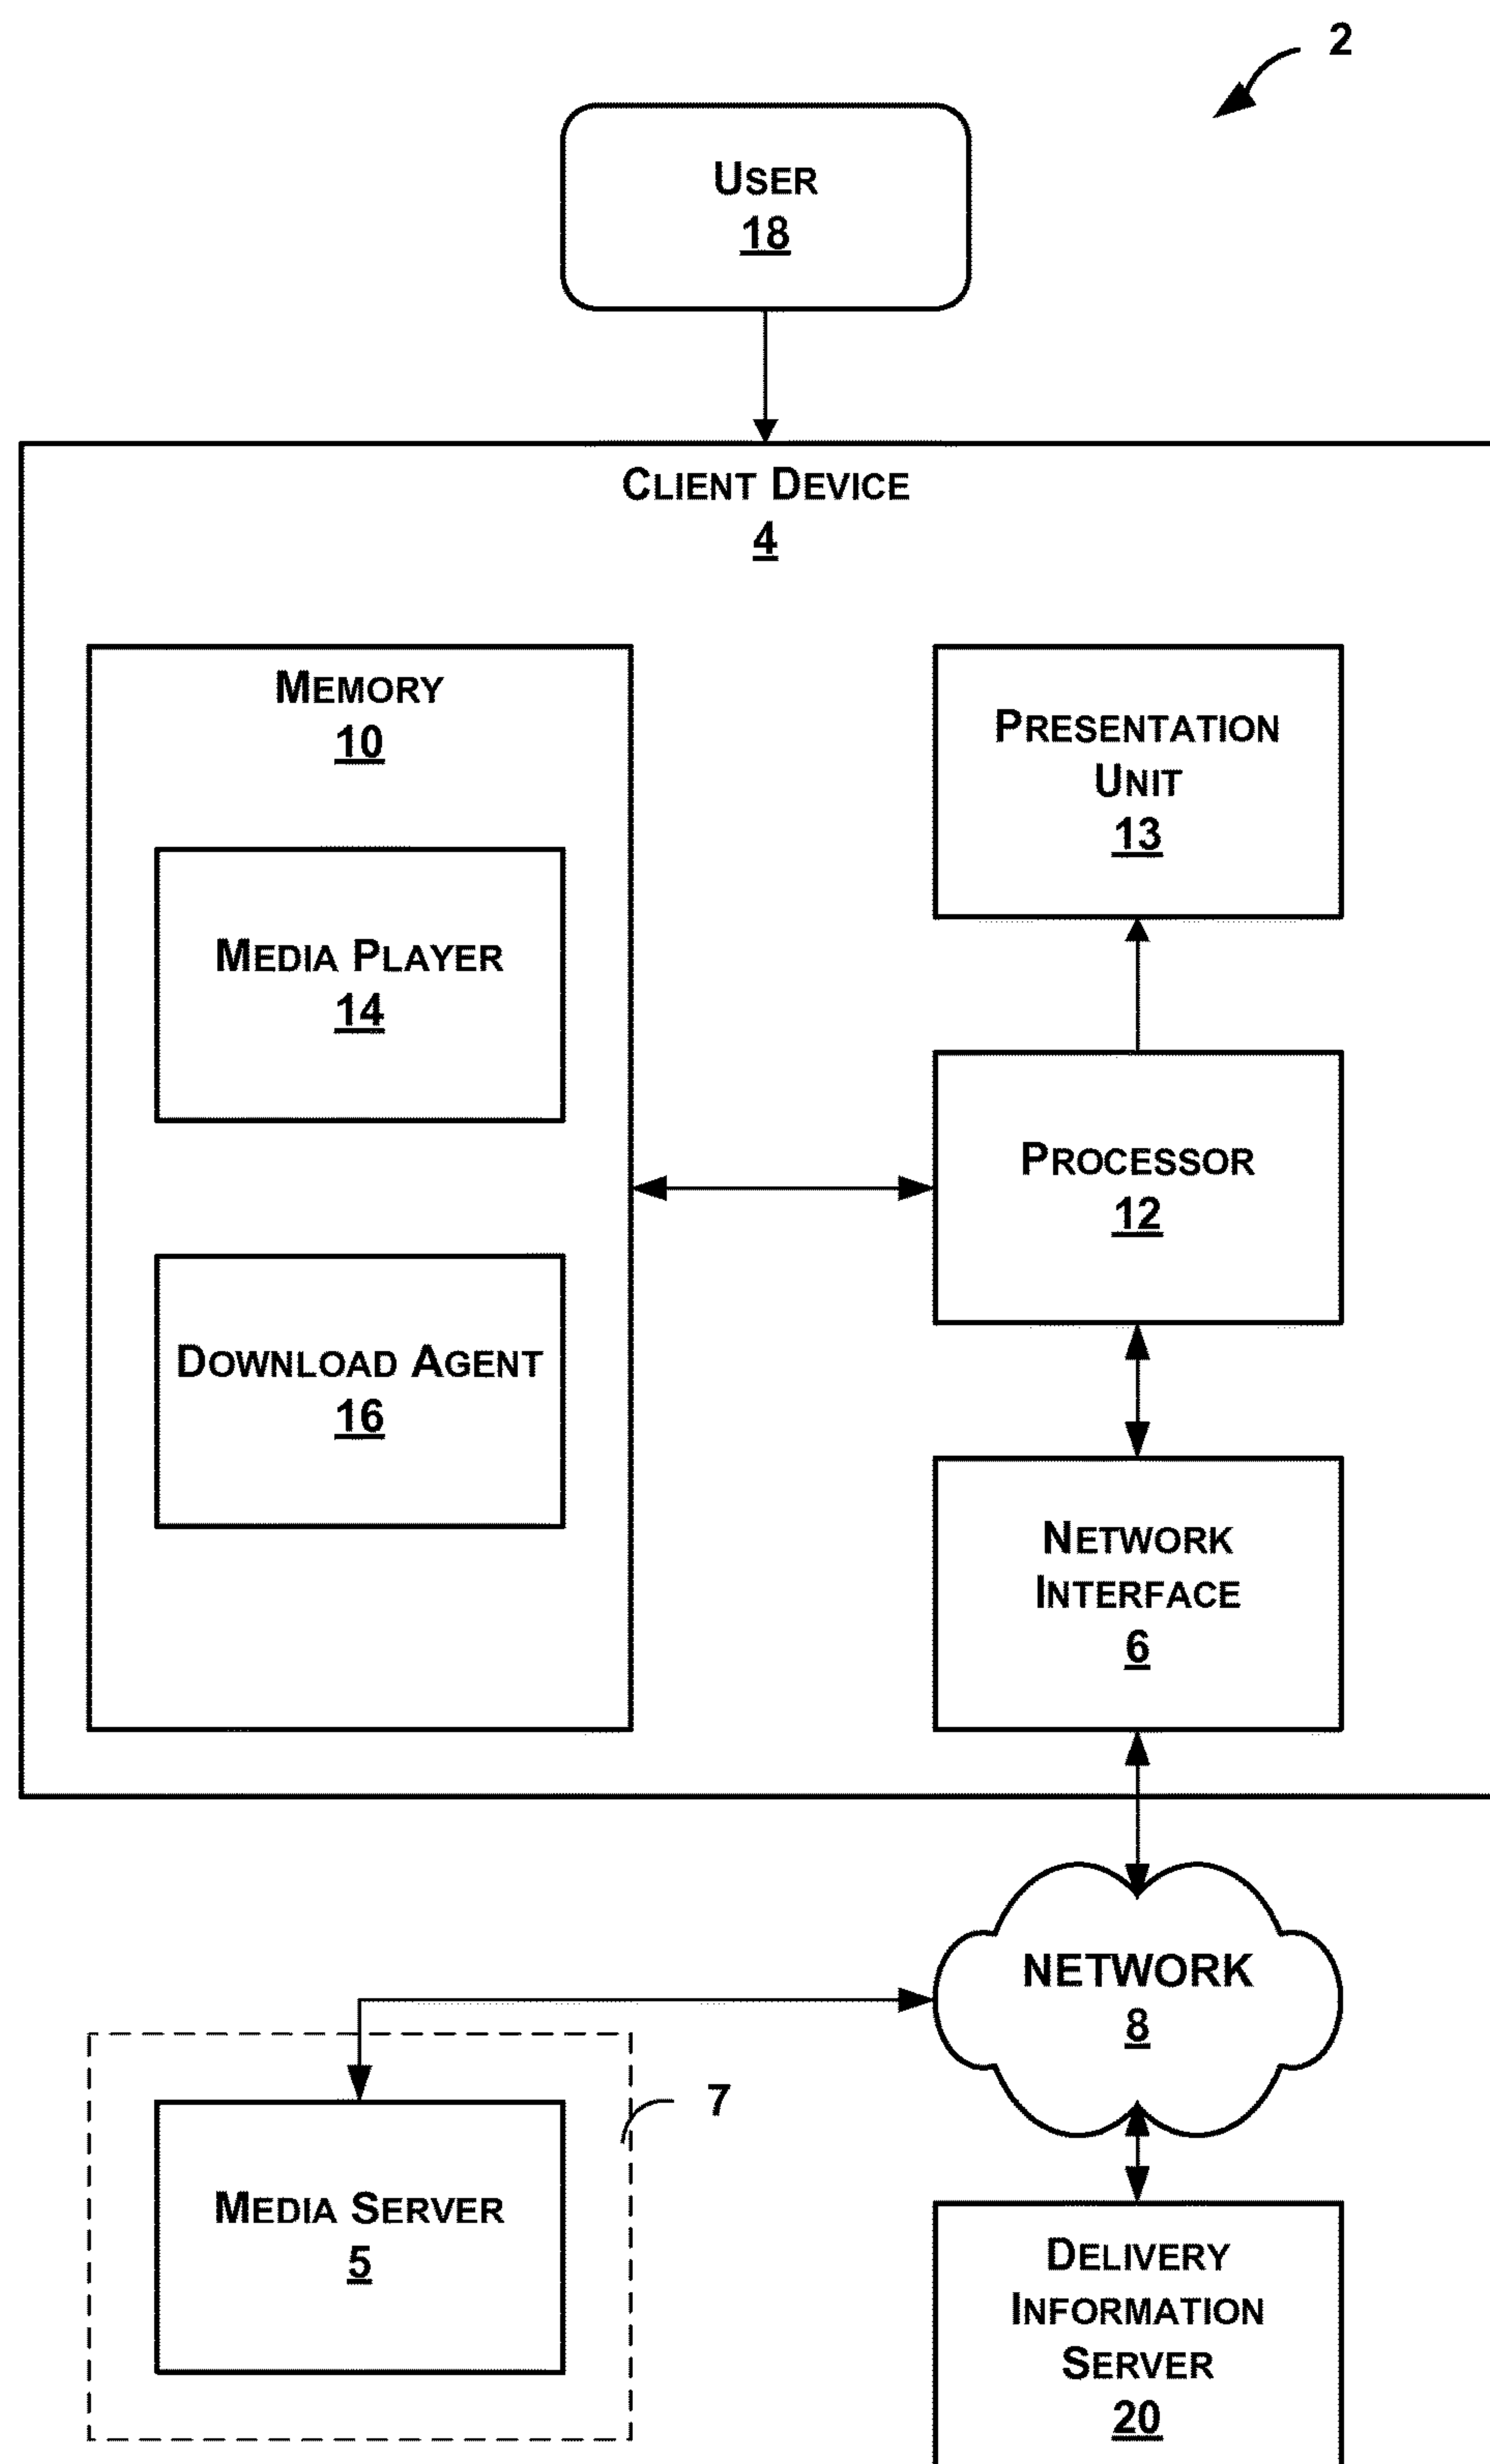 2
USER
18
CLIENT DEVICE
4
MEMORY
10
MEDIA PLAYER
14
DOWNLOAD AGENT
16
PRESENTATION
UNIT
13
PROCESSOR
12
NETWORK
INTERFACE
6
NETWORK
8
7
MEDIA SERVER
5
DELIVERY
INFORMATION
SERVER
20